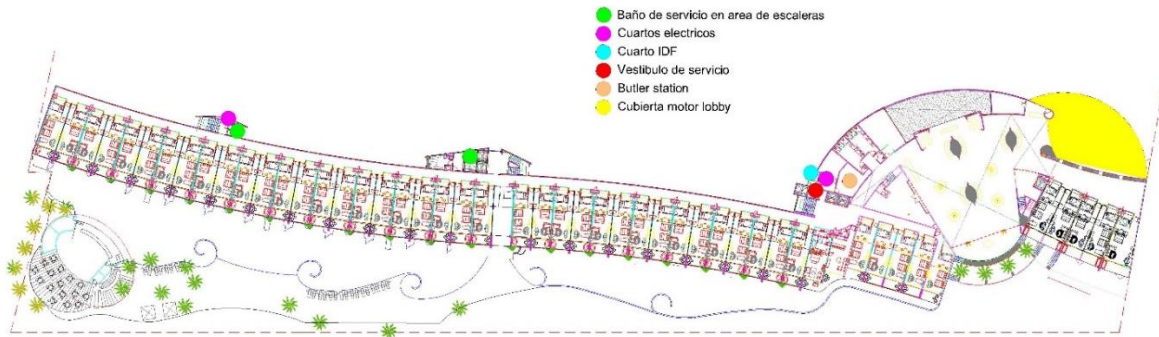 Baño de servicio en area de escaleras
Cuartos electricos
Cuarto IDF
Vestibulo de servicio
Butler station
Cubierta motor lobby